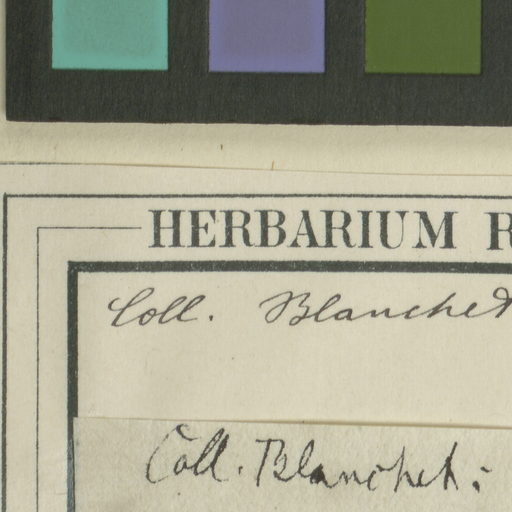 HERBARIUM R
Coll. Blanchet
Coll. Blanchet: